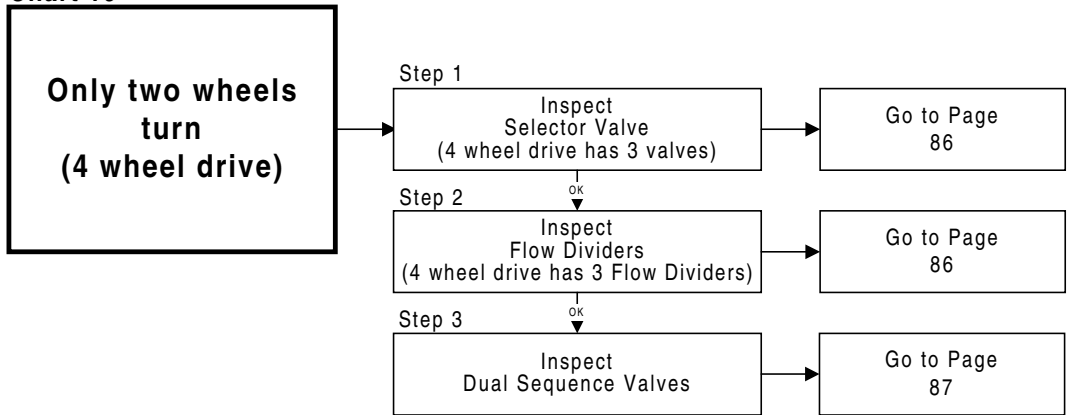 Only two wheels
turn
(4 wheel drive)
Step 1
Inspect
Selector Valve
(4 wheel drive has 3 valves)
Go to Page
86
OK
Step 2
Inspect
Flow Dividers
(4 wheel drive has 3 Flow Dividers)
Go to Page
86
OK
Step 3
Inspect
Dual Sequence Valves
Go to Page
87